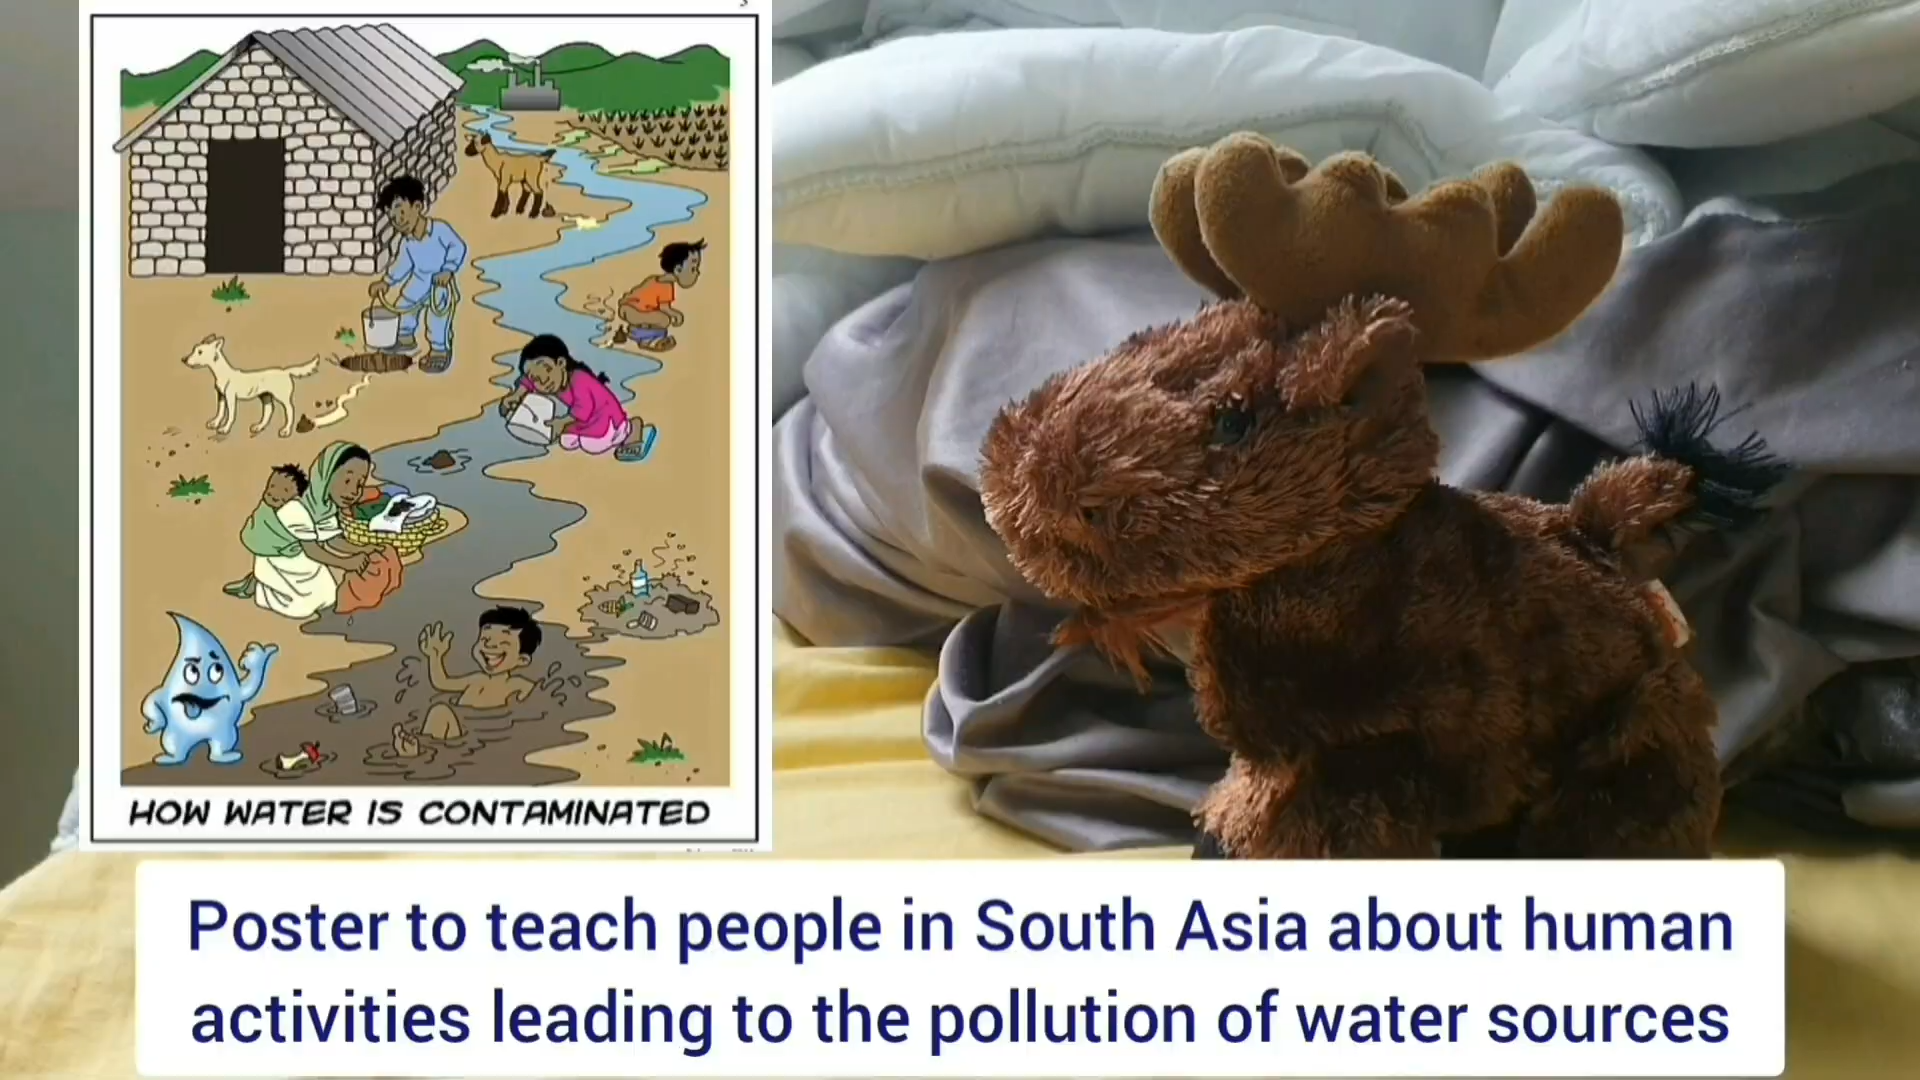 HOW WATER IS CONTAMINATED
Poster to teach people in South Asia about human
activities leading to the pollution of water sources